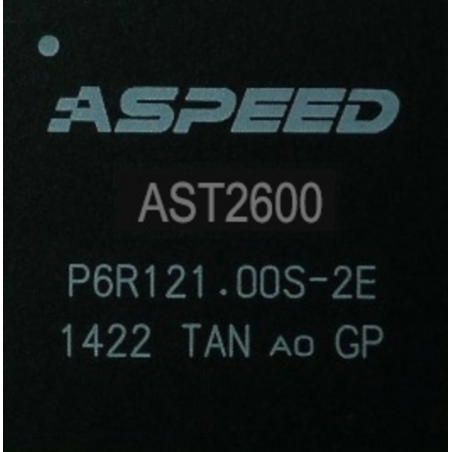 ASPEED
AST2600
P6R121.00S-2E
1422 TAN A0 GP